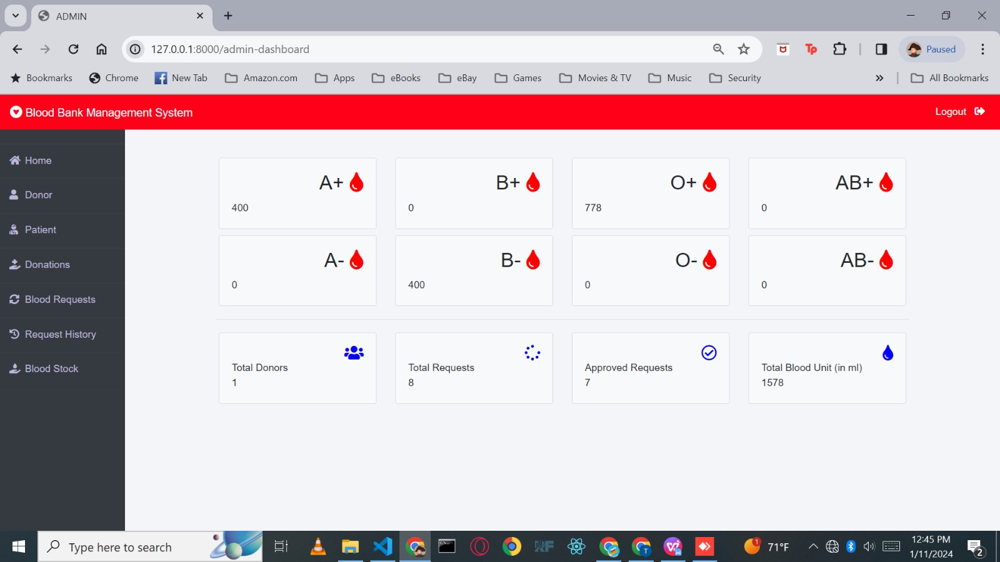 ADMIN
127.0.0.1:8000/admin-dashboard
Tp
Paused
Bookmarks
Chrome
New Tab
Amazon.com
Apps
eBooks
eBay
Games
Movies & TV
Music
Security
All Bookmarks
Blood Bank Management System
Logout
Home
Donor
Patient
Donations
Blood Requests
Request History
Blood Stock
A+
400
B+
0
O+
778
AB+
0
A-
0
B-
400
O-
0
AB-
0
Total Donors
1
Total Requests
8
Approved Requests
7
Total Blood Unit (in ml)
1578
Type here to search
T
1
71°F
12:45 PM
1/11/2024
2